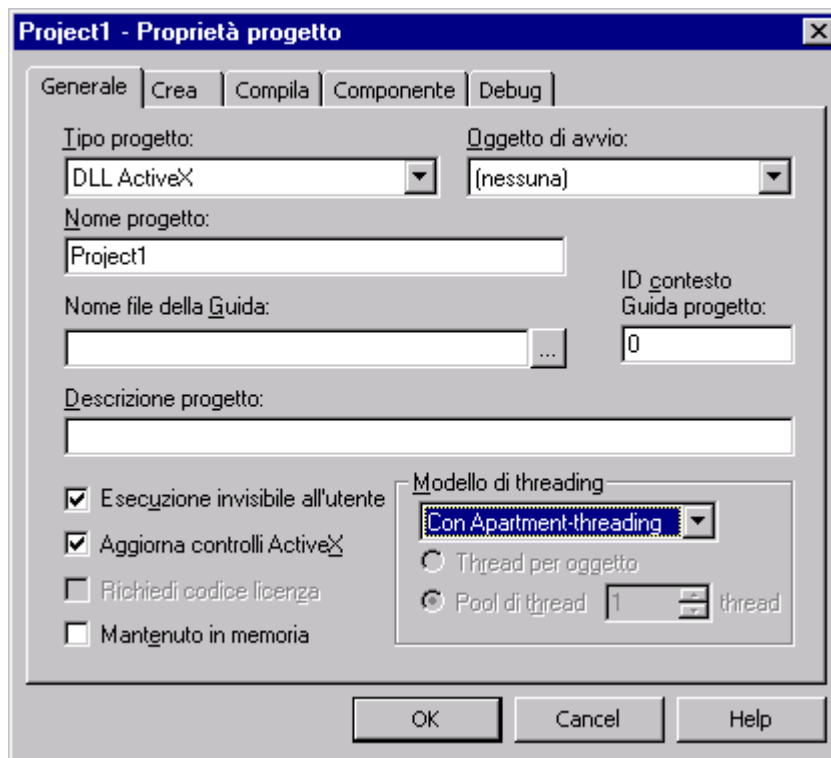 Project1 - Proprietà progetto
Generale Crea Compila Componente Debug
Tipo progetto: Oggetto di avvio:
DLL ActiveX (nessuna)
Nome progetto:
Project1
ID contesto
Nome file della Guida: Guida progetto:
... 0
Descrizione progetto:
Modello di threading
Esecuzione invisibile all'utente
Con Apartment-threading
Aggiorna controlli ActiveX
Thread per oggetto
Richiedi codice licenza
Pool di thread 1 thread
Mantenuto in memoria
OK Cancel Help